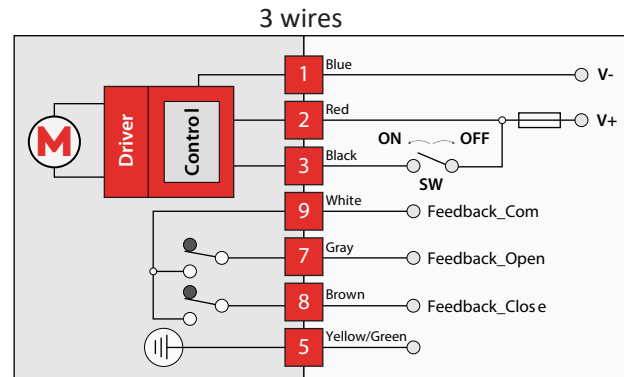 3 wires
1 Blue V-
2 Red V+
ON OFF
3 Black
SW
9 White Feedback_Com
7 Gray Feedback_Open
8 Brown Feedback_Close
5 Yellow/Green
M
Driver
Control